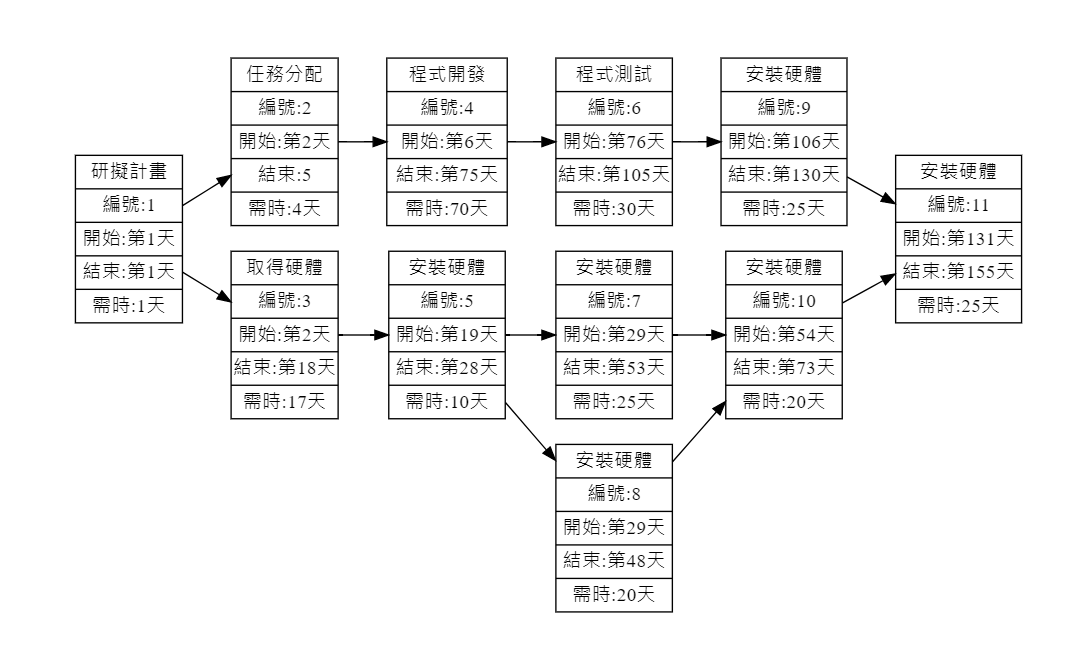 研擬計畫
編號:1
開始:第1天
結束:第1天
需時:1天
任務分配
編號:2
開始:第2天
結束:5
需時:4天
程式開發
編號:4
開始:第6天
結束:第75天
需時:70天
程式測試
編號:6
開始:第76天
結束:第105天
需時:30天
安裝硬體
編號:9
開始:第106天
結束:第130天
需時:25天
安裝硬體
編號:11
開始:第131天
結束:第155天
需時:25天
取得硬體
編號:3
開始:第2天
結束:第18天
需時:17天
安裝硬體
編號:5
開始:第19天
結束:第28天
需時:10天
安裝硬體
編號:7
開始:第29天
結束:第53天
需時:25天
安裝硬體
編號:10
開始:第54天
結束:第73天
需時:20天
安裝硬體
編號:8
開始:第29天
結束:第48天
需時:20天